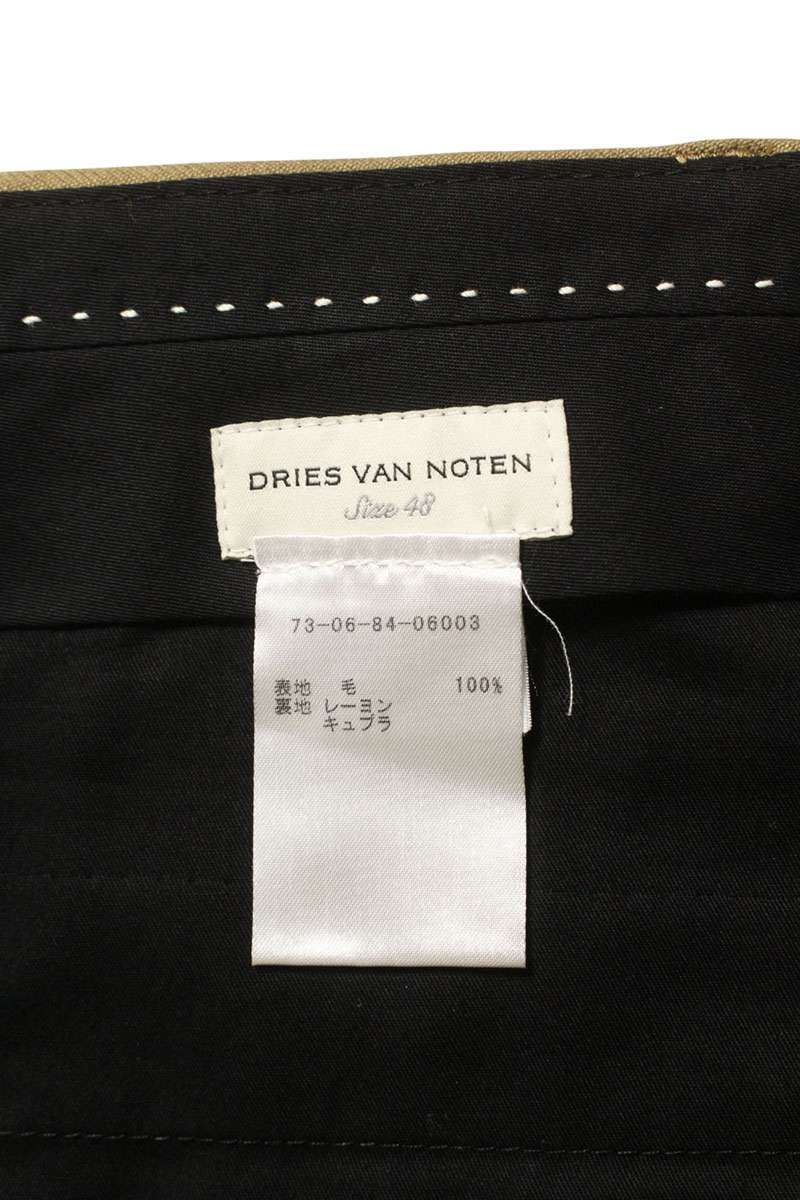 DRIES VAN NOTEN
Size 48
73-06-84-06003
表地 毛 100%
裏地 レーヨン
キュプラ